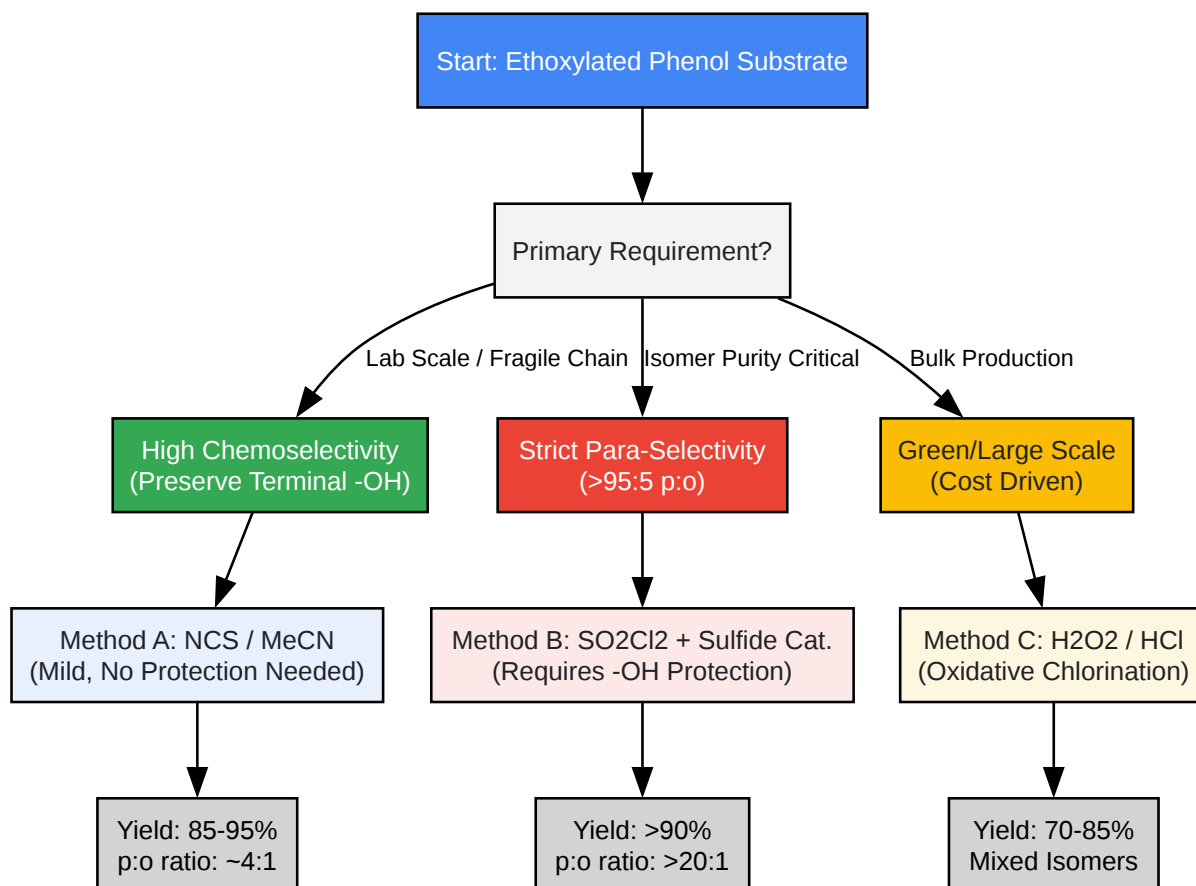 Start: Ethoxylated Phenol Substrate
Primary Requirement?
Lab Scale / Fragile Chain
Isomer Purity Critical
Bulk Production
High Chemoselectivity
(Preserve Terminal -OH)
Strict Para-Selectivity
(>95:5 p:o)
Green/Large Scale
(Cost Driven)
Method A: NCS / MeCN
(Mild, No Protection Needed)
Method B: SO2Cl2 + Sulfide Cat.
(Requires -OH Protection)
Method C: H2O2 / HCl
(Oxidative Chlorination)
Yield: 85-95%
p:o ratio: ~4:1
Yield: >90%
p:o ratio: >20:1
Yield: 70-85%
Mixed Isomers